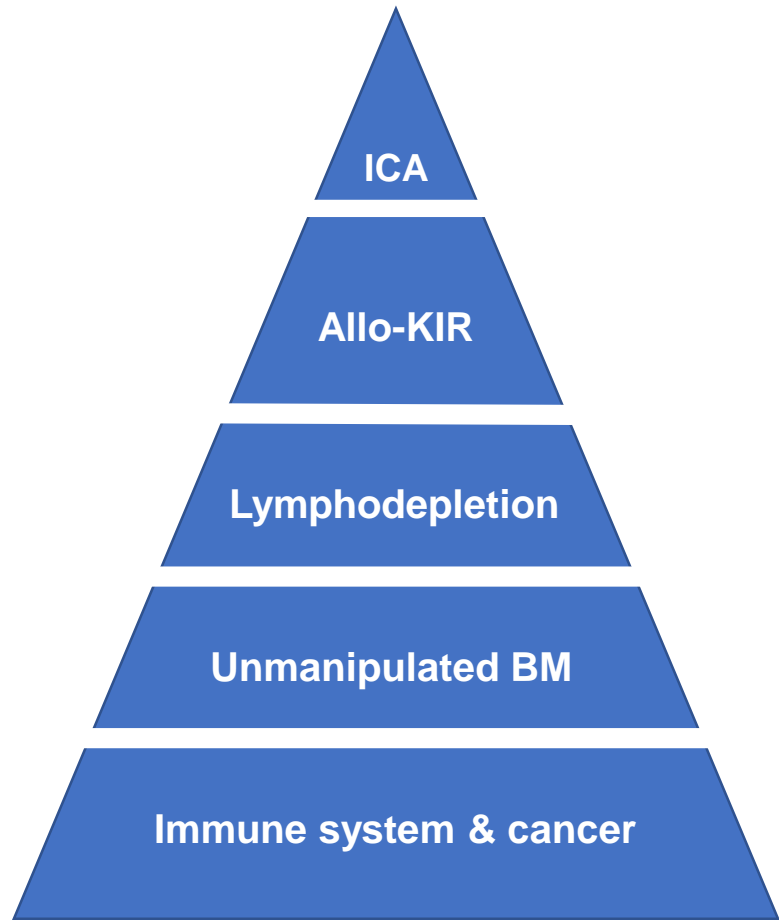 ICA
Allo-KIR
Lymphodepletion
Unmanipulated BM
Immune system & cancer